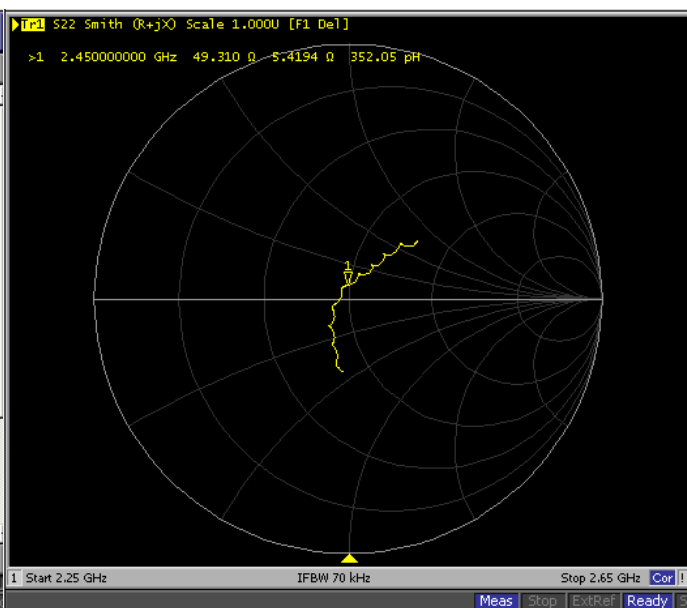 Tr1 S22 Smith (R+jX) Scale 1.000U [F1 Del]
>1 2.450000000 GHz 49.310 Ω 5.4194 Ω 352.05 pH
1
1 Start 2.25 GHz IFBW 70 kHz Stop 2.65 GHz Cor !
Meas Stop ExtRef Ready S